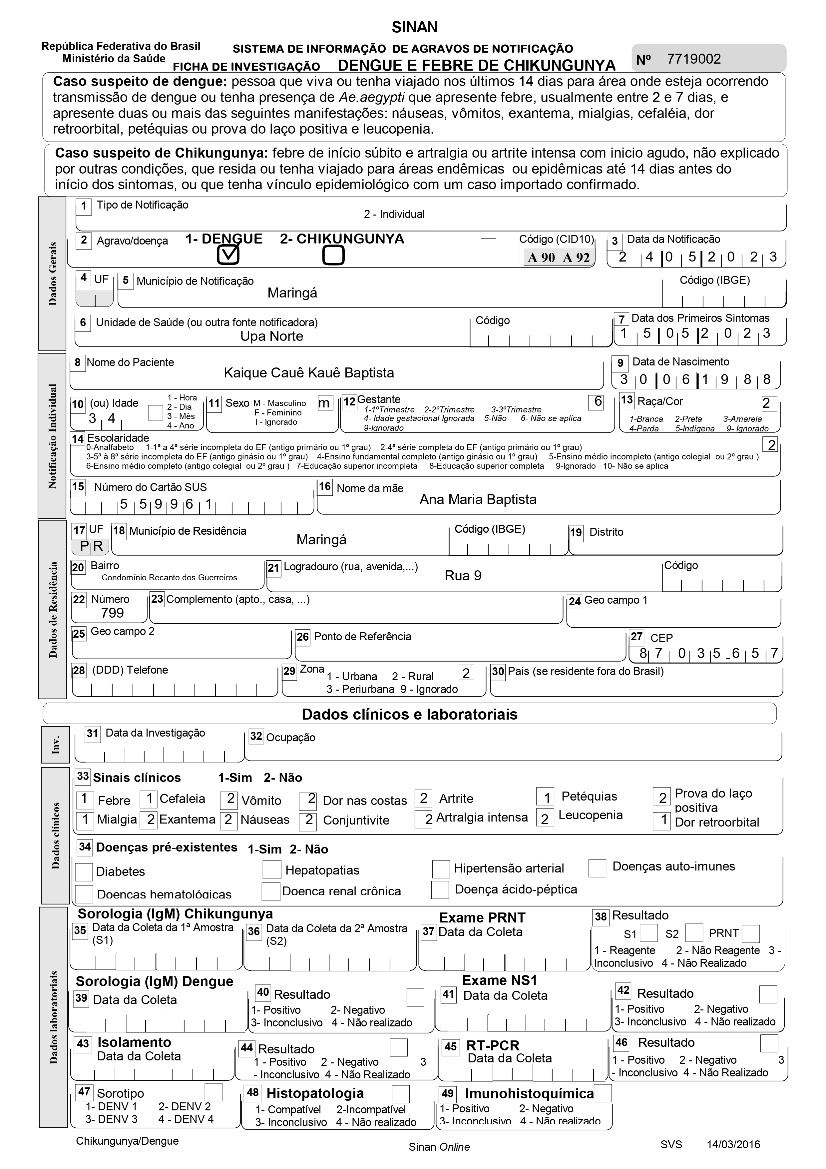 SINAN
República Federativa do Brasil
Ministério da Saúde
SISTEMA DE INFORMAÇÃO DE AGRAVOS DE NOTIFICAÇÃO
FICHA DE INVESTIGAÇÃO DENGUE E FEBRE DE CHIKUNGUNYA
Nº 7719002
Caso suspeito de dengue: pessoa que viva ou tenha viajado nos últimos 14 dias para área onde esteja ocorrendo
transmissão de dengue ou tenha presença de Ae.aegypti que apresente febre, usualmente entre 2 e 7 dias, e
apresente duas ou mais das seguintes manifestações: náuseas, vômitos, exantema, mialgias, cefaléia, dor
retroorbital, petéquias ou prova do laço positiva e leucopenia.
Caso suspeito de Chikungunya: febre de início súbito e artralgia ou artrite intensa com inicio agudo, não explicado
por outras condições, que resida ou tenha viajado para áreas endêmicas ou epidêmicas até 14 dias antes do
início dos sintomas, ou que tenha vínculo epidemiológico com um caso importado confirmado.
Dados Gerais
1 Tipo de Notificação
2 - Individual
2 Agravo/doença 1- DENGUE 2- CHIKUNGUNYA
Código (CID10)
A 90 A 92
3 Data da Notificação
2 4 0 5 2 0 2 3
4 UF
5 Município de Notificação
Maringá
Código (IBGE)
6 Unidade de Saúde (ou outra fonte notificadora)
Upa Norte
Código
7 Data dos Primeiros Sintomas
1 5 0 5 2 0 2 3
Notificação Individual
8 Nome do Paciente
Kaique Cauê Kauê Baptista
9 Data de Nascimento
3 0 0 6 1 9 8 8
10 (ou) Idade
3 4
1 - Hora
2 - Dia
3 - Mês
4 - Ano
11 Sexo M - Masculino
F - Feminino
I - Ignorado
m
12 Gestante
1-1ºTrimestre 2-2ºTrimestre 3-3ºTrimestre
4- Idade gestacional Ignorada 5-Não 6- Não se aplica
9-Ignorado
6
13 Raça/Cor
2
1-Branca 2-Preta 3-Amarela
4-Parda 5-Indígena 9- Ignorado
14 Escolaridade
2
0-Analfabeto 1-1ª a 4ª série incompleta do EF (antigo primário ou 1º grau) 2-4ª série completa do EF (antigo primário ou 1º grau)
3-5ª à 8ª série incompleta do EF (antigo ginásio ou 1º grau) 4-Ensino fundamental completo (antigo ginásio ou 1º grau) 5-Ensino médio incompleto (antigo colegial ou 2º grau )
6-Ensino médio completo (antigo colegial ou 2º grau ) 7-Educação superior incompleta 8-Educação superior completa 9-Ignorado 10- Não se aplica
15 Número do Cartão SUS
5 5 9 9 6 1
16 Nome da mãe
Ana Maria Baptista
Dados de Residência
17 UF
P R
18 Município de Residência
Maringá
Código (IBGE)
19 Distrito
20 Bairro
Condomínio Recanto dos Guerreiros
21 Logradouro (rua, avenida,...)
Rua 9
Código
22 Número
799
23 Complemento (apto., casa, ...)
24 Geo campo 1
25 Geo campo 2
26 Ponto de Referência
27 CEP
8 7 0 3 5 - 6 5 7
28 (DDD) Telefone
29 Zona
1 - Urbana 2 - Rural
3 - Periurbana 9 - Ignorado
2
30 País (se residente fora do Brasil)
Dados clínicos e laboratoriais
Inv.
31 Data da Investigação
32 Ocupação
Dados clínicos
33 Sinais clínicos 1-Sim 2- Não
1 Febre 1 Cefaleia 2 Vômito 2 Dor nas costas 2 Artrite 1 Petéquias 2 Prova do laço
positiva
1 Mialgia 2 Exantema 2 Náuseas 2 Conjuntivite 2 Artralgia intensa 2 Leucopenia 1 Dor retroorbital
34 Doenças pré-existentes 1-Sim 2- Não
Diabetes Hepatopatias Hipertensão arterial Doenças auto-imunes
Doenças hematológicas Doenca renal crônica Doença ácido-péptica
Dados laboratoriais
Sorologia (IgM) Chikungunya
35 Data da Coleta da 1ª Amostra
(S1)
36 Data da Coleta da 2ª Amostra
(S2)
Exame PRNT
37 Data da Coleta
38 Resultado
S1 S2 PRNT
1 - Reagente 2 - Não Reagente 3 -
Inconclusivo 4 - Não Realizado
Sorologia (IgM) Dengue
39 Data da Coleta
40 Resultado
1- Positivo 2- Negativo
3- Inconclusivo 4 - Não realizado
Exame NS1
41 Data da Coleta
42 Resultado
1- Positivo 2- Negativo
3- Inconclusivo 4 - Não realizado
43 Isolamento
Data da Coleta
44 Resultado
1 - Positivo 2 - Negativo 3
- Inconclusivo 4 - Não Realizado
45 RT-PCR
Data da Coleta
46 Resultado
1 - Positivo 2 - Negativo 3
- Inconclusivo 4 - Não Realizado
47 Sorotipo
1- DENV 1 2- DENV 2
3- DENV 3 4 - DENV 4
48 Histopatologia
1- Compatível 2-Incompatível
3- Inconclusivo 4 - Não realizado
49 Imunohistoquímica
1- Positivo 2- Negativo
3- Inconclusivo 4 - Não realizado
Chikungunya/Dengue
Sinan Online
SVS 14/03/2016